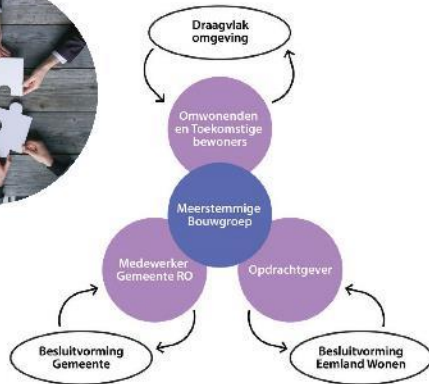 Draagvlak
omgeving
Omwonenden
en Toekomstige
bewoners
Meerstemmige
Bouwgroep
Medewerker
Gemeente RO
Opdrachtgever
Besluitvorming
Gemeente
Besluitvorming
Eemland Wonen